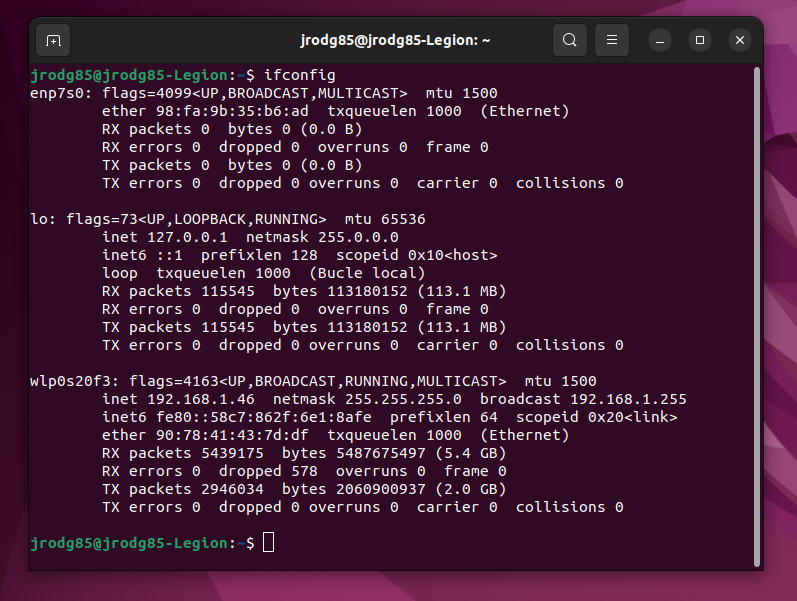 jrodg85@jrodg85-Legion: ~
jrodg85@jrodg85-Legion:~$ ifconfig
enp7s0: flags=4099<UP,BROADCAST,MULTICAST>  mtu 1500
        ether 98:fa:9b:35:b6:ad  txqueuelen 1000  (Ethernet)
        RX packets 0  bytes 0 (0.0 B)
        RX errors 0  dropped 0  overruns 0  frame 0
        TX packets 0  bytes 0 (0.0 B)
        TX errors 0  dropped 0 overruns 0  carrier 0  collisions 0

lo: flags=73<UP,LOOPBACK,RUNNING>  mtu 65536
        inet 127.0.0.1  netmask 255.0.0.0
        inet6 ::1  prefixlen 128  scopeid 0x10<host>
        loop  txqueuelen 1000  (Bucle local)
        RX packets 115545  bytes 113180152 (113.1 MB)
        RX errors 0  dropped 0  overruns 0  frame 0
        TX packets 115545  bytes 113180152 (113.1 MB)
        TX errors 0  dropped 0 overruns 0  carrier 0  collisions 0

wlp0s20f3: flags=4163<UP,BROADCAST,RUNNING,MULTICAST>  mtu 1500
        inet 192.168.1.46  netmask 255.255.255.0  broadcast 192.168.1.255
        inet6 fe80::58c7:862f:6e1:8afe  prefixlen 64  scopeid 0x20<link>
        ether 90:78:41:43:7d:df  txqueuelen 1000  (Ethernet)
        RX packets 5439175  bytes 5487675497 (5.4 GB)
        RX errors 0  dropped 578  overruns 0  frame 0
        TX packets 2946034  bytes 2060900937 (2.0 GB)
        TX errors 0  dropped 0 overruns 0  carrier 0  collisions 0

jrodg85@jrodg85-Legion:~$